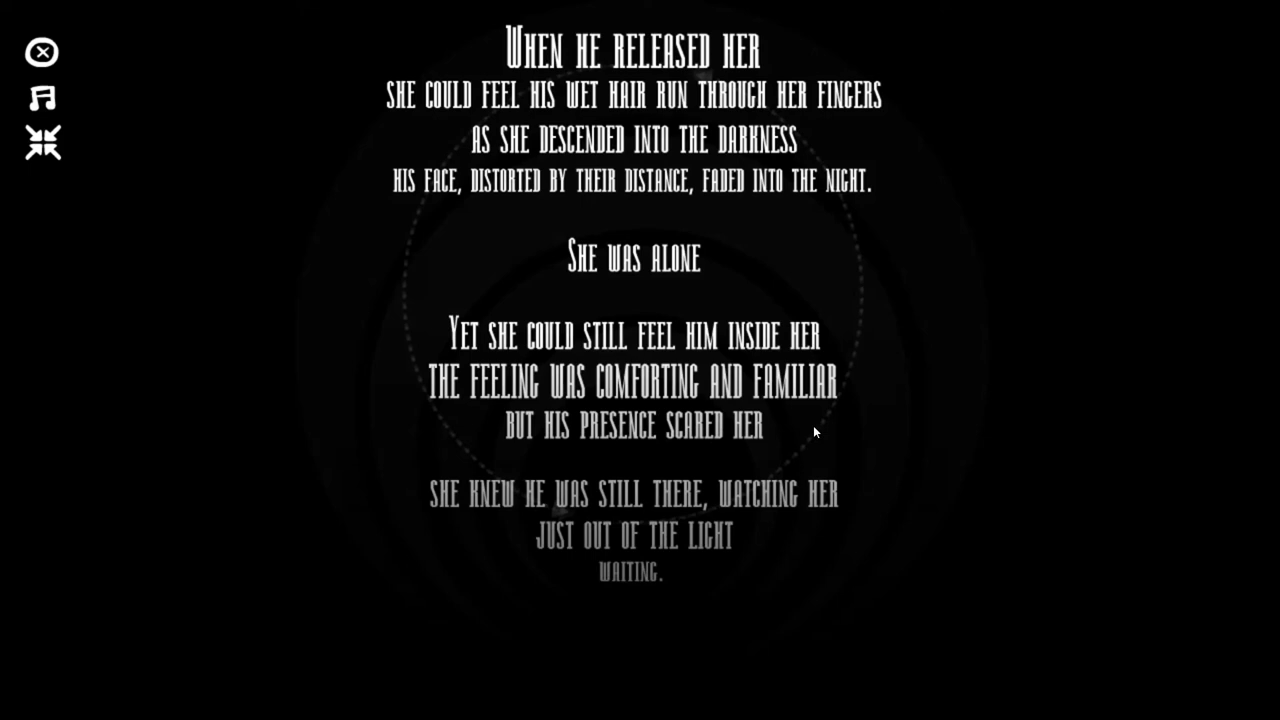 When he released her
she could feel his wet hair run through her fingers
as she descended into the darkness
his face, distorted by their distance, faded into the night.
She was alone
Yet she could still feel him inside her
the feeling was comforting and familiar
but his presence scared her
she knew he was still there, watching her
just out of the light
waiting.